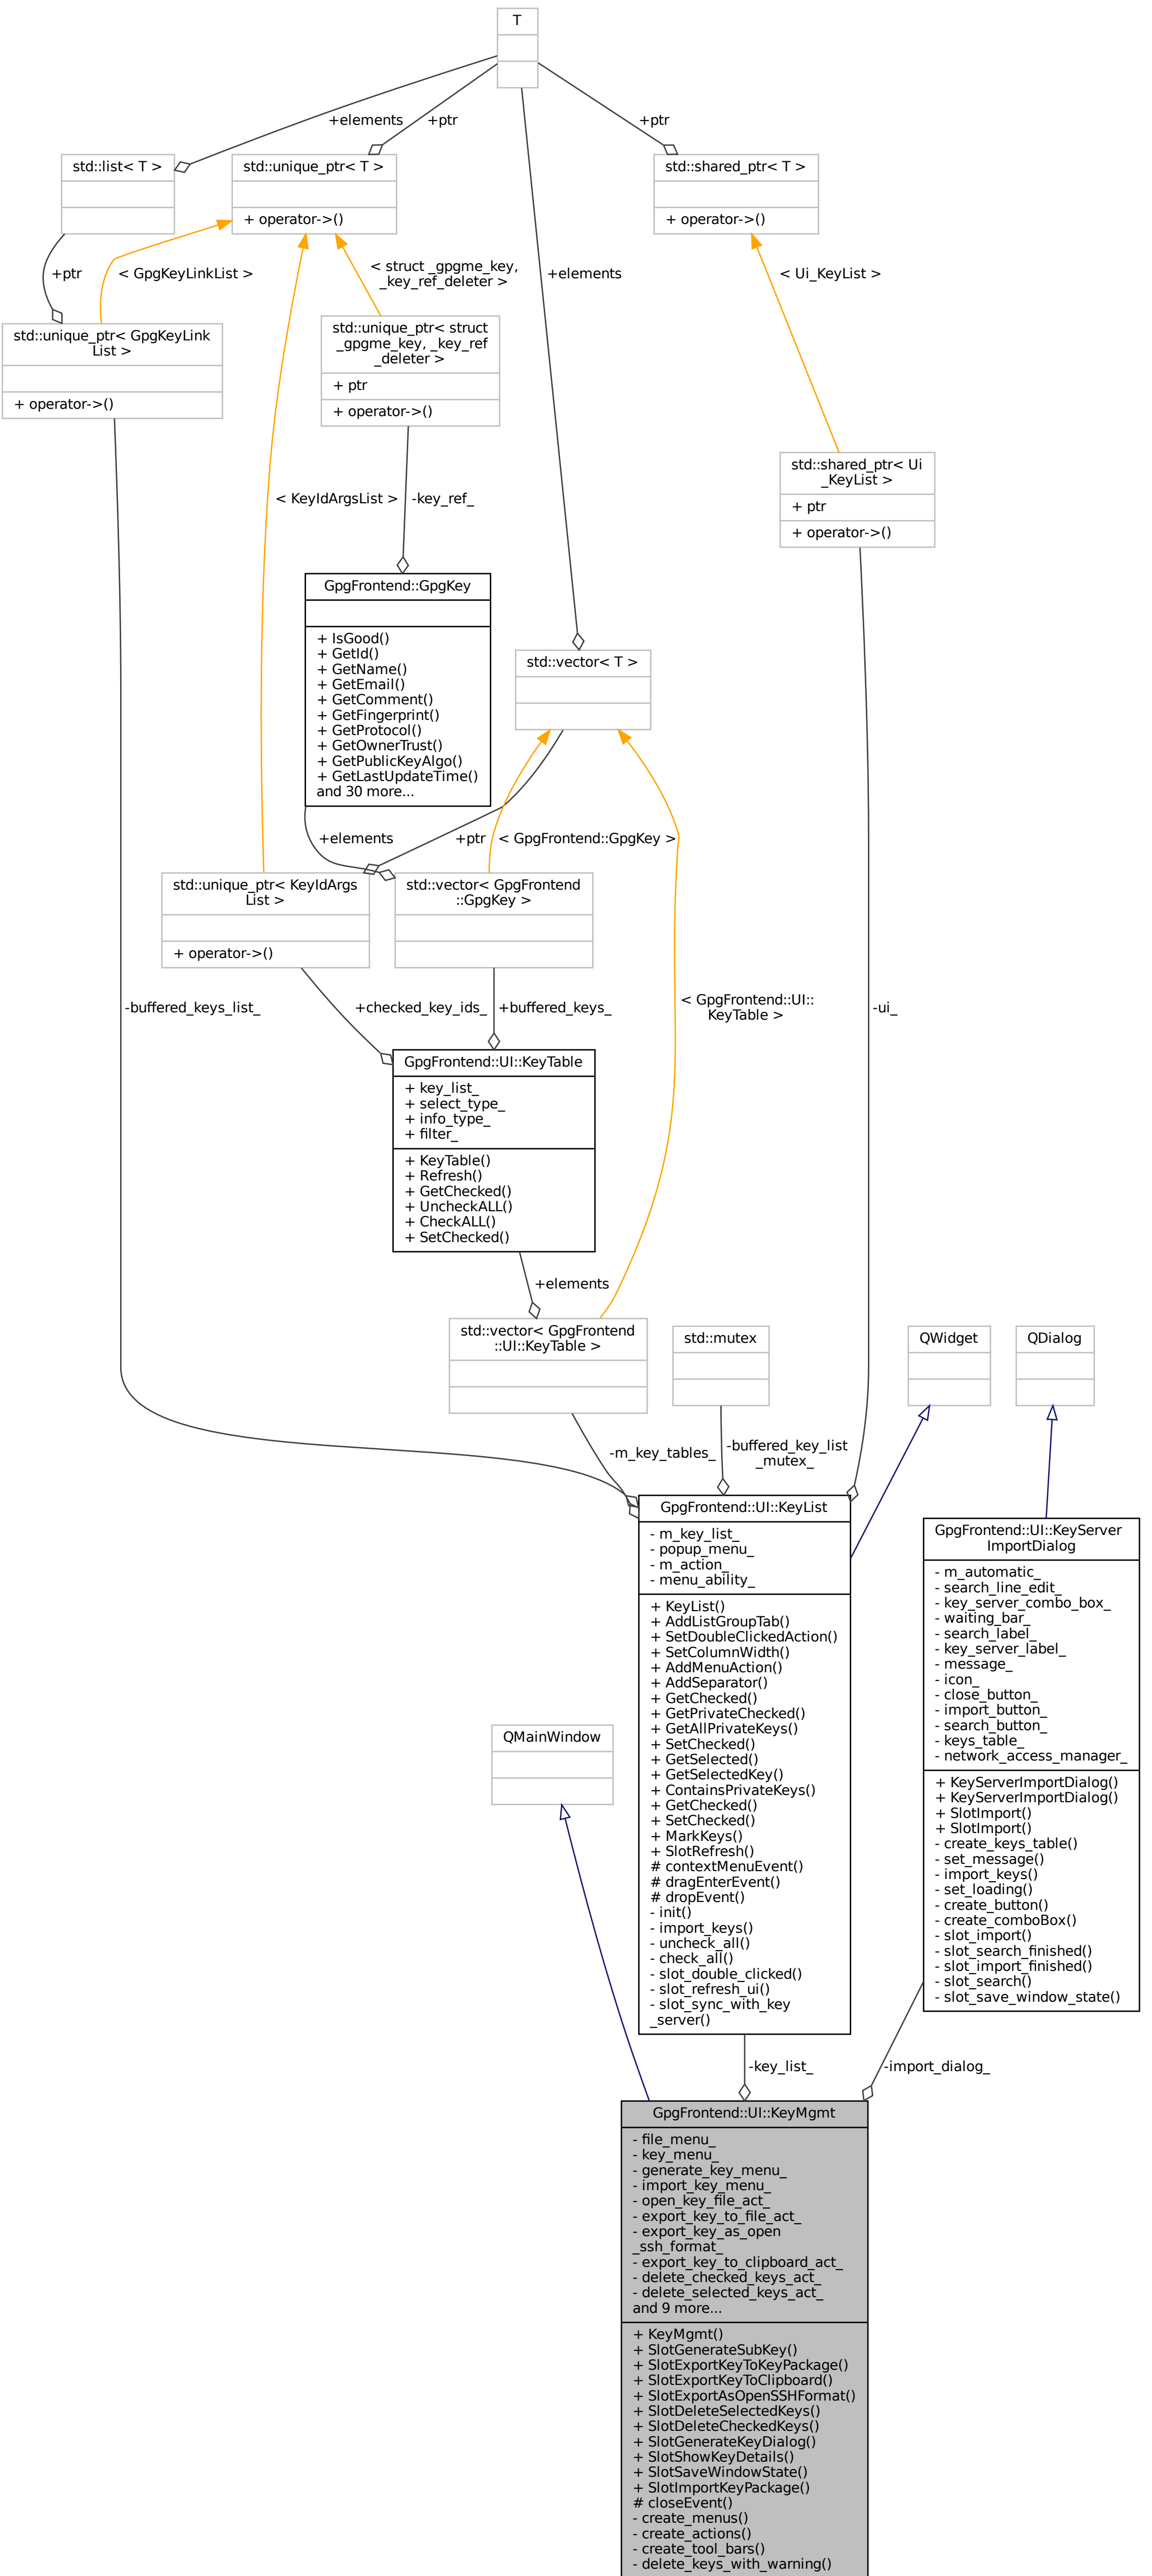 T
+elements
+ptr
+ptr
std::list< T >
std::unique_ptr< T >
+ operator->()
std::shared_ptr< T >
+ operator->()
+ptr
< GpgKeyLinkList >
< struct _gpgme_key,
_key_ref_deleter >
+elements
< Ui_KeyList >
std::unique_ptr< GpgKeyLink
List >
+ operator->()
std::unique_ptr< struct
_gpgme_key, _key_ref
_deleter >
+ ptr
+ operator->()
std::shared_ptr< Ui
_KeyList >
+ ptr
+ operator->()
< KeyIdArgsList >
-key_ref_
GpgFrontend::GpgKey
+ IsGood()
+ GetId()
+ GetName()
+ GetEmail()
+ GetComment()
+ GetFingerprint()
+ GetProtocol()
+ GetOwnerTrust()
+ GetPublicKeyAlgo()
+ GetLastUpdateTime()
and 30 more...
std::vector< T >
+elements
+ptr
< GpgFrontend::GpgKey >
std::unique_ptr< KeyIdArgs
List >
+ operator->()
std::vector< GpgFrontend
::GpgKey >
-buffered_keys_list_
+checked_key_ids_
+buffered_keys_
< GpgFrontend::UI::
KeyTable >
-ui_
GpgFrontend::UI::KeyTable
+ key_list_
+ select_type_
+ info_type_
+ filter_
+ KeyTable()
+ Refresh()
+ GetChecked()
+ UncheckALL()
+ CheckALL()
+ SetChecked()
+elements
std::vector< GpgFrontend
::UI::KeyTable >
std::mutex
QWidget
QDialog
-m_key_tables_
-buffered_key_list
_mutex_
GpgFrontend::UI::KeyList
- m_key_list_
- popup_menu_
- m_action_
- menu_ability_
+ KeyList()
+ AddListGroupTab()
+ SetDoubleClickedAction()
+ SetColumnWidth()
+ AddMenuAction()
+ AddSeparator()
+ GetChecked()
+ GetPrivateChecked()
+ GetAllPrivateKeys()
+ SetChecked()
+ GetSelected()
+ GetSelectedKey()
+ ContainsPrivateKeys()
+ GetChecked()
+ SetChecked()
+ MarkKeys()
+ SlotRefresh()
# contextMenuEvent()
# dragEnterEvent()
# dropEvent()
- init()
- import_keys()
- uncheck_all()
- check_all()
- slot_double_clicked()
- slot_refresh_ui()
- slot_sync_with_key
_server()
GpgFrontend::UI::KeyServer
ImportDialog
- m_automatic_
- search_line_edit_
- key_server_combo_box_
- waiting_bar_
- search_label_
- key_server_label_
- message_
- icon_
- close_button_
- import_button_
- search_button_
- keys_table_
- network_access_manager_
+ KeyServerImportDialog()
+ KeyServerImportDialog()
+ SlotImport()
+ SlotImport()
- create_keys_table()
- set_message()
- import_keys()
- set_loading()
- create_button()
- create_comboBox()
- slot_import()
- slot_search_finished()
- slot_import_finished()
- slot_search()
- slot_save_window_state()
QMainWindow
-key_list_
-import_dialog_
GpgFrontend::UI::KeyMgmt
- file_menu_
- key_menu_
- generate_key_menu_
- import_key_menu_
- open_key_file_act_
- export_key_to_file_act_
- export_key_as_open
_ssh_format_
- export_key_to_clipboard_act_
- delete_checked_keys_act_
- delete_selected_keys_act_
and 9 more...
+ KeyMgmt()
+ SlotGenerateSubKey()
+ SlotExportKeyToKeyPackage()
+ SlotExportKeyToClipboard()
+ SlotExportAsOpenSSHFormat()
+ SlotDeleteSelectedKeys()
+ SlotDeleteCheckedKeys()
+ SlotGenerateKeyDialog()
+ SlotShowKeyDetails()
+ SlotSaveWindowState()
+ SlotImportKeyPackage()
# closeEvent()
- create_menus()
- create_actions()
- create_tool_bars()
- delete_keys_with_warning()